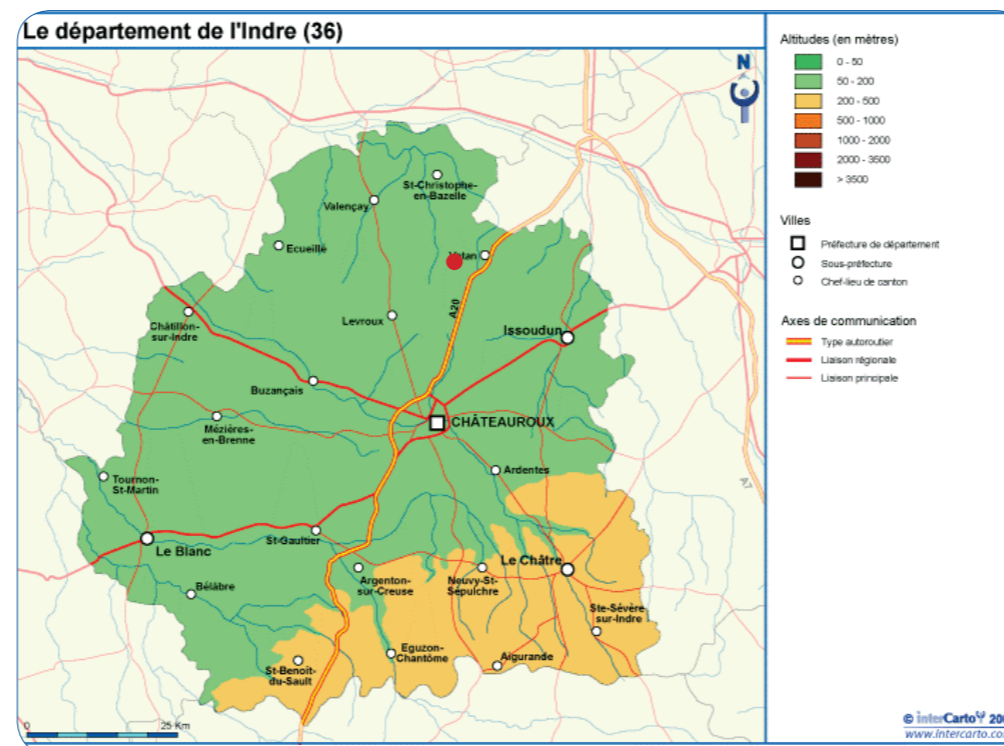 Le département de l'Indre (36)
N
St-Christophe-
en-Bazelle
Valençay
Ecueillé
Vatan
A20
Levroux
Châtillon-
sur-Indre
Issoudun
Buzançais
CHÂTEAUROUX
Mézières-
en-Brenne
Ardentes
Tournon-
St-Martin
A7
St-Gaultier
Le Blanc
Le Châtre
Argenton-
sur-Creuse
Neuvy-St-
Sépulchre
Bélâbre
Ste-Sévère
sur-Indre
Eguzon-
Chantôme
Aigurande
St-Benoît-
du-Sault
0 25 Km
Altitudes (en mètres)
0 - 50
50 - 200
200 - 500
500 - 1000
1000 - 2000
2000 - 3500
> 3500
Villes
Préfecture de département
Sous-préfecture
Chef-lieu de canton
Axes de communication
Type autoroutier
Liaison régionale
Liaison principale
© interCarto
www.intercarto.co